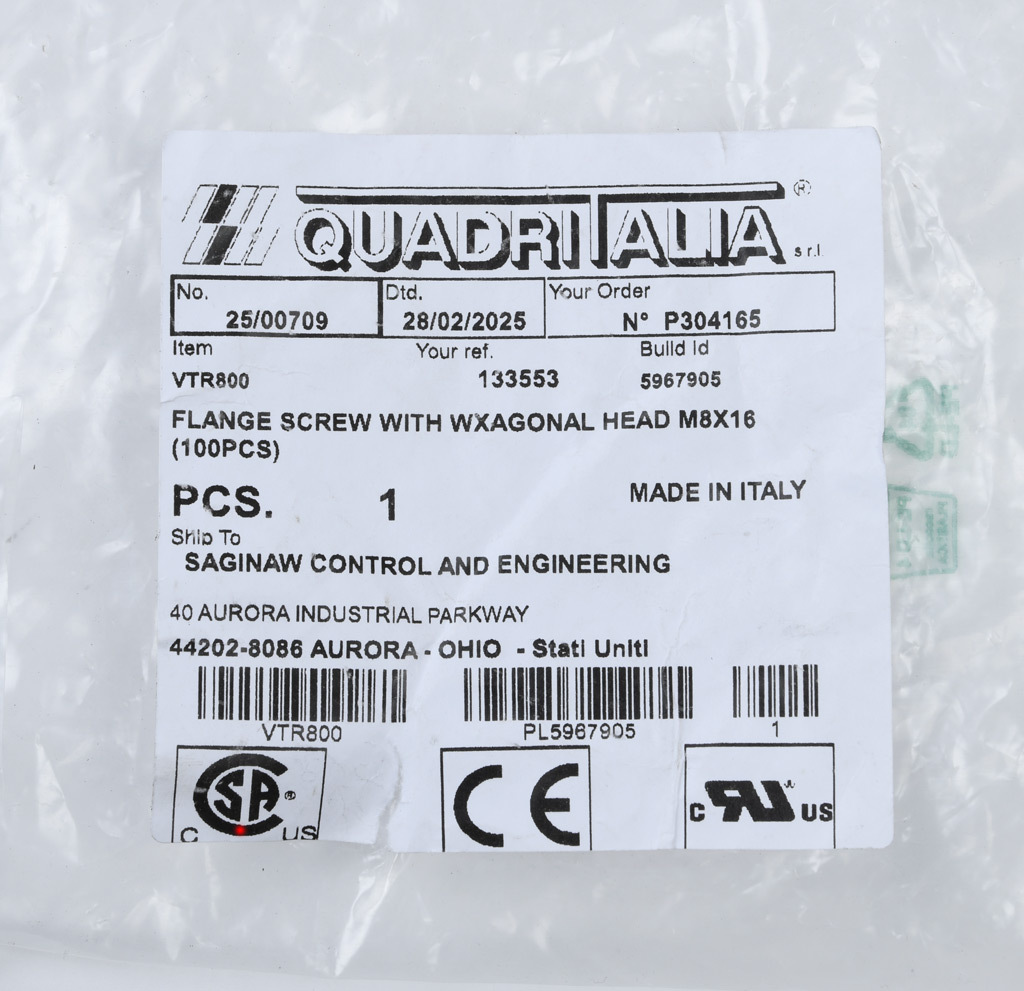 QUADRITALIA ® s.r.l.
No. Dtd. Your Order
25/00709 28/02/2025 N° P304165
Item Your ref. Build Id
VTR800 133553 5967905
FLANGE SCREW WITH WXAGONAL HEAD M8X16
(100PCS)
PCS. 1 MADE IN ITALY
Ship To
SAGINAW CONTROL AND ENGINEERING
40 AURORA INDUSTRIAL PARKWAY
44202-8086 AURORA - OHIO - Stati Uniti
VTR800 PL5967905 1
CSA ® CE
C US C RU US